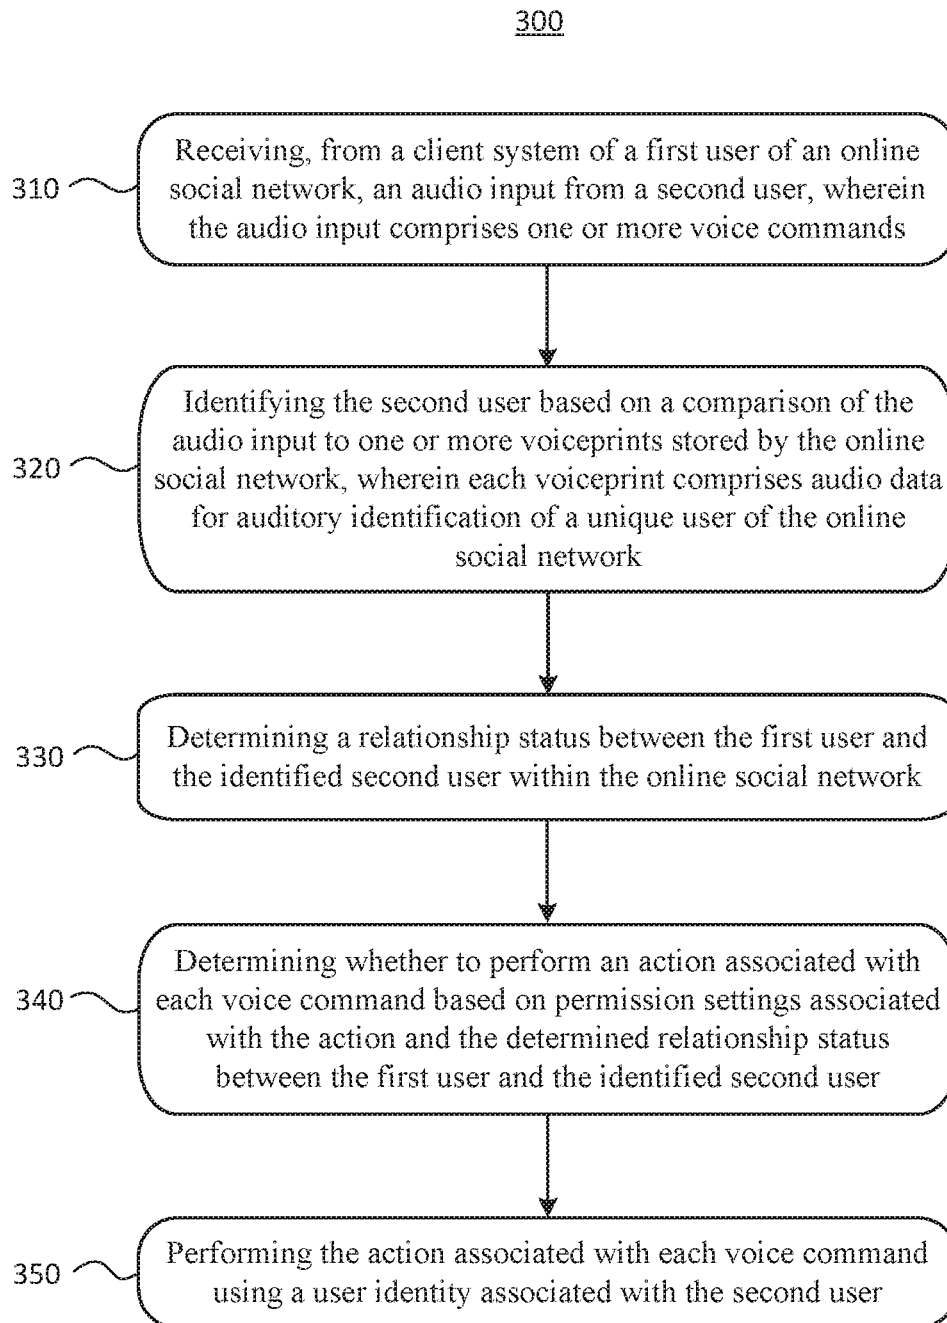 300
310
Receiving, from a client system of a first user of an online
social network, an audio input from a second user, wherein
the audio input comprises one or more voice commands
320
Identifying the second user based on a comparison of the
audio input to one or more voiceprints stored by the online
social network, wherein each voiceprint comprises audio data
for auditory identification of a unique user of the online
social network
330
Determining a relationship status between the first user and
the identified second user within the online social network
340
Determining whether to perform an action associated with
each voice command based on permission settings associated
with the action and the determined relationship status
between the first user and the identified second user
350
Performing the action associated with each voice command
using a user identity associated with the second user